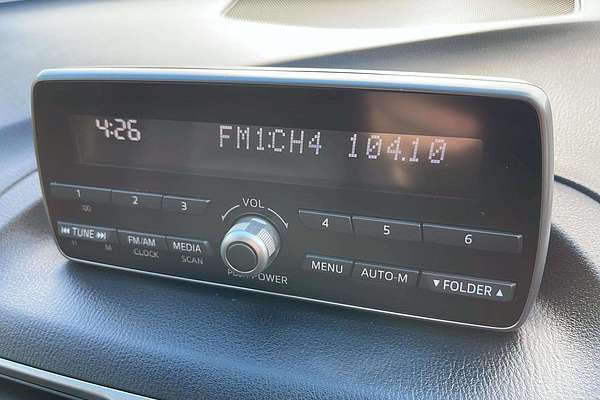 4:26 FM1:CH4 104.10
VOL
1 2 3 4 5 6
TUNE FM/AM MEDIA MENU AUTO-M ▼ FOLDER ▲
CLOCK SCAN POWER